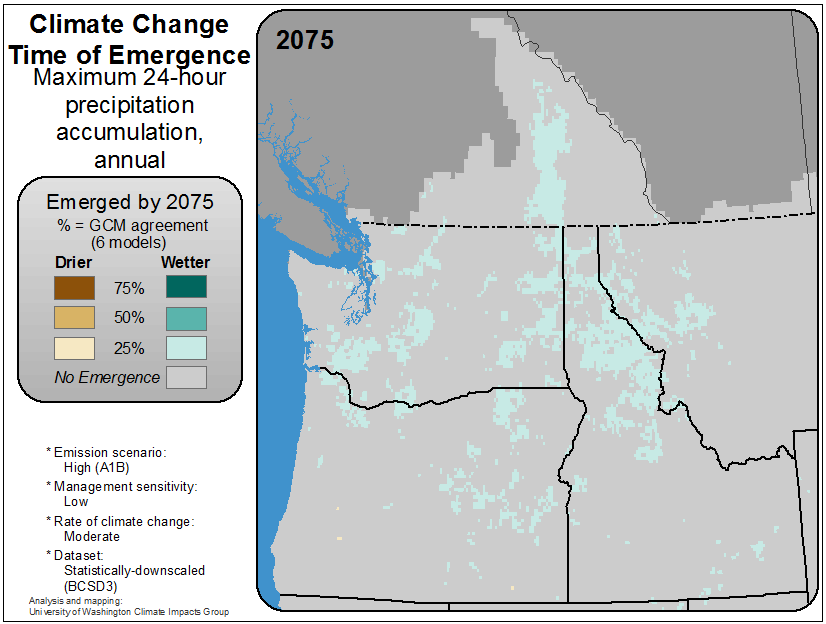 Climate Change
Time of Emergence
Maximum 24-hour
precipitation
accumulation,
annual
2075
Emerged by 2075
% = GCM agreement
(6 models)
Drier Wetter
75%
50%
25%
No Emergence
* Emission scenario:
High (A1B)
* Management sensitivity:
Low
* Rate of climate change:
Moderate
* Dataset:
Statistically-downscaled
(BCSD3)
Analysis and mapping:
University of Washington Climate Impacts Group